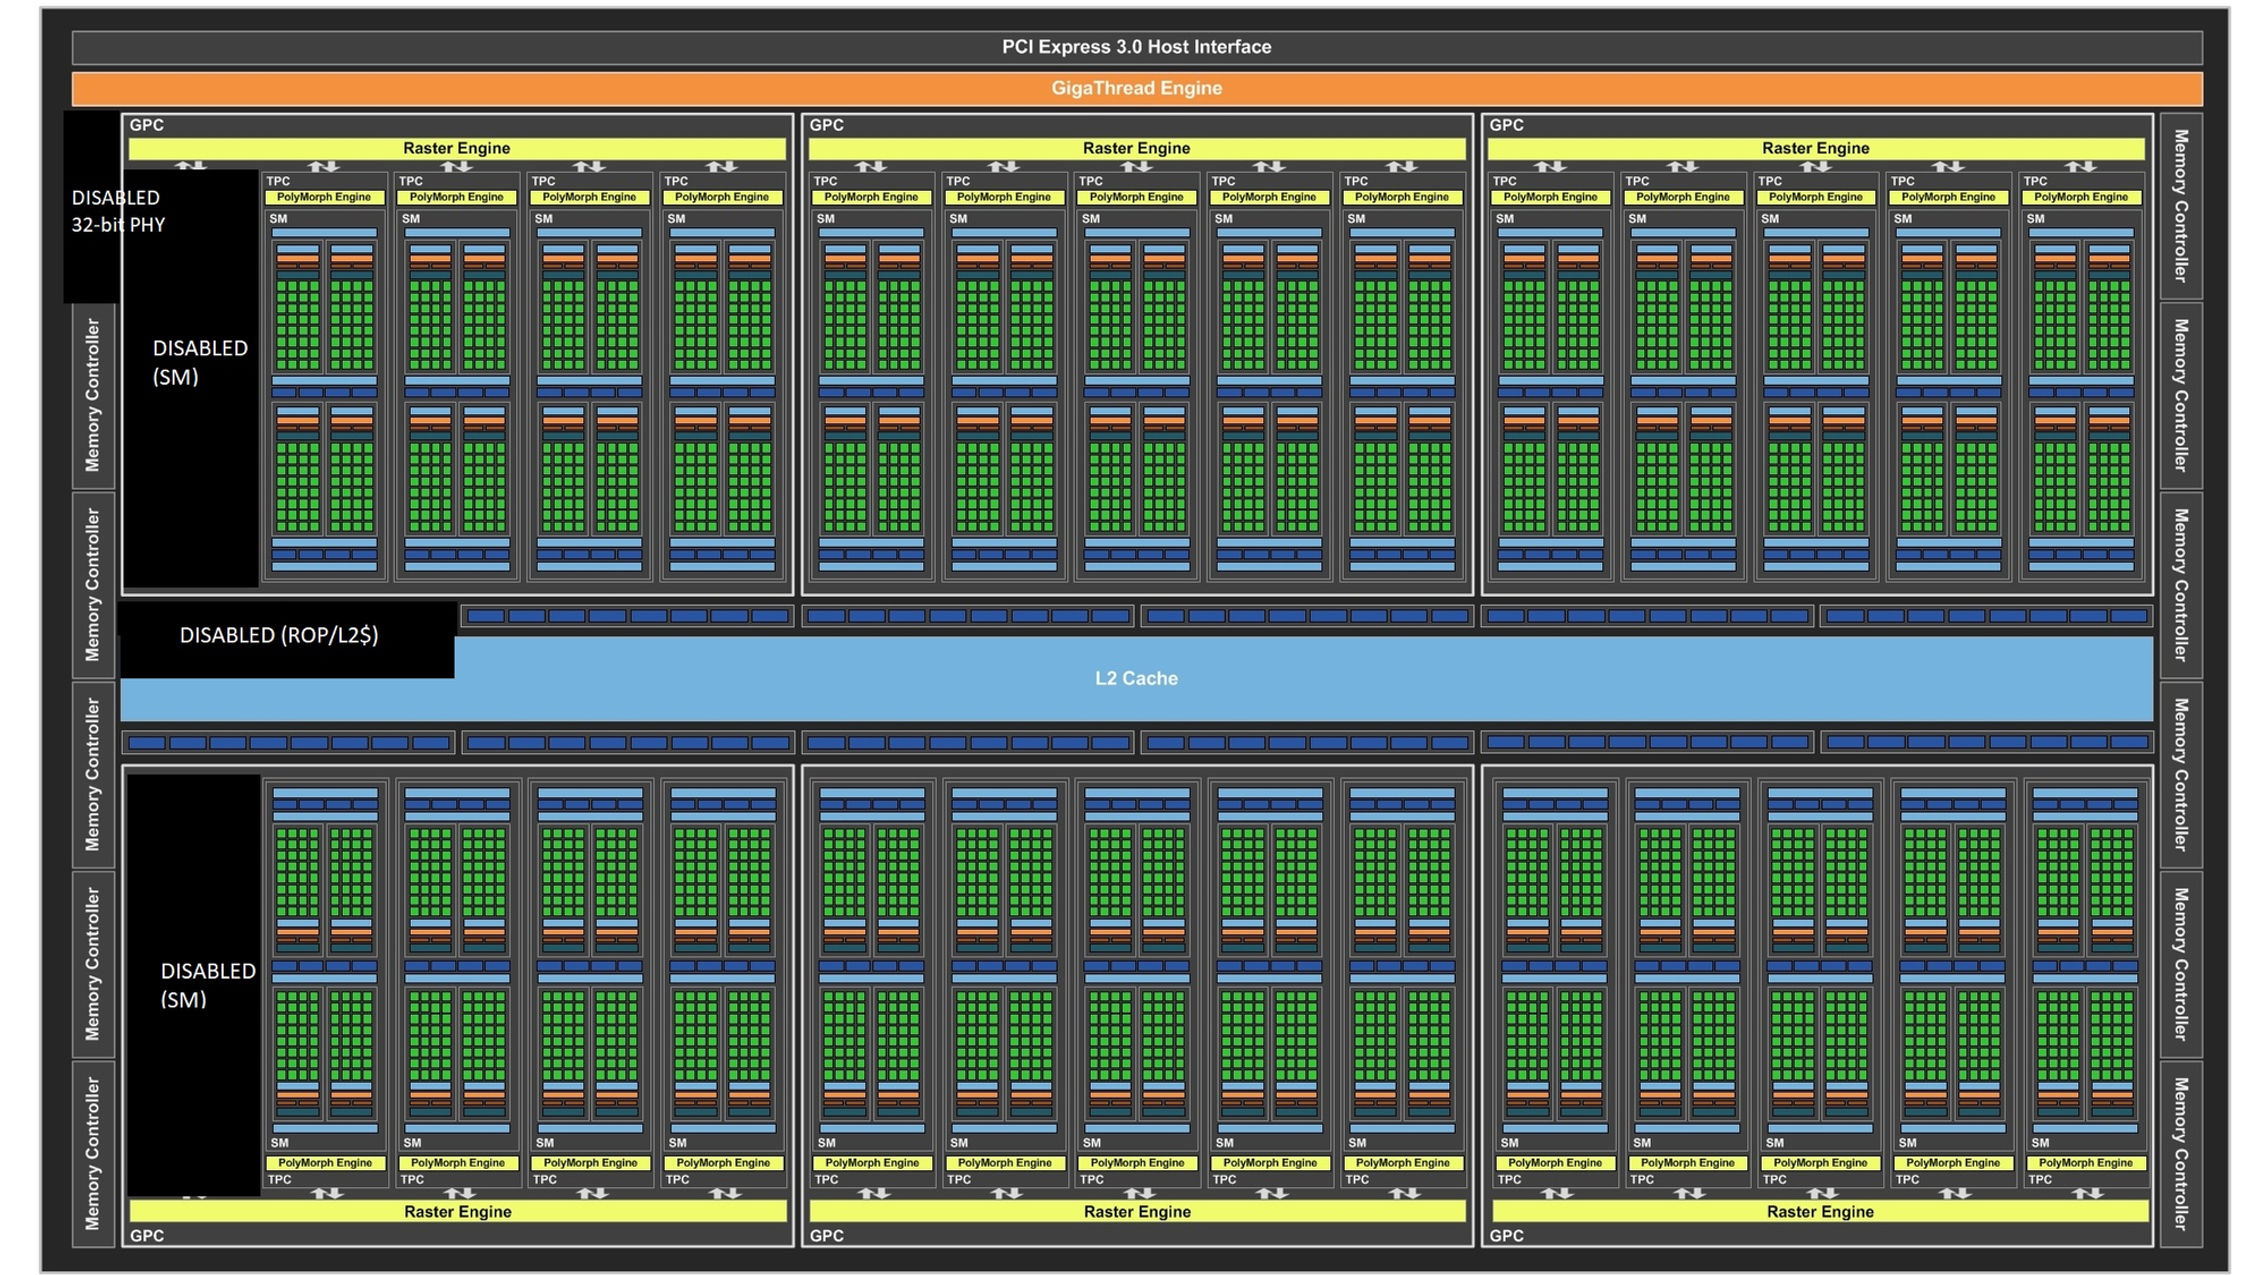 PCI Express 3.0 Host Interface
GigaThread Engine
GPC
GPC
GPC
Raster Engine
Raster Engine
Raster Engine
TPC TPC TPC TPC
TPC TPC TPC TPC TPC
TPC TPC TPC TPC TPC
PolyMorph Engine PolyMorph Engine PolyMorph Engine PolyMorph Engine
PolyMorph Engine PolyMorph Engine PolyMorph Engine PolyMorph Engine PolyMorph Engine
PolyMorph Engine PolyMorph Engine PolyMorph Engine PolyMorph Engine PolyMorph Engine
SM SM SM SM
SM SM SM SM SM
SM SM SM SM SM
DISABLED
32-bit PHY
DISABLED
(SM)
Memory Controller
Memory Controller
Memory Controller
Memory Controller
Memory Controller
Memory Controller
Memory Controller
Memory Controller
Memory Controller
Memory Controller
Memory Controller
DISABLED (ROP/L2$)
L2 Cache
DISABLED
(SM)
SM SM SM SM
SM SM SM SM SM
SM SM SM SM SM
PolyMorph Engine PolyMorph Engine PolyMorph Engine PolyMorph Engine
PolyMorph Engine PolyMorph Engine PolyMorph Engine PolyMorph Engine PolyMorph Engine
PolyMorph Engine PolyMorph Engine PolyMorph Engine PolyMorph Engine PolyMorph Engine
TPC TPC TPC TPC
TPC TPC TPC TPC TPC
TPC TPC TPC TPC TPC
Raster Engine
Raster Engine
Raster Engine
GPC
GPC
GPC